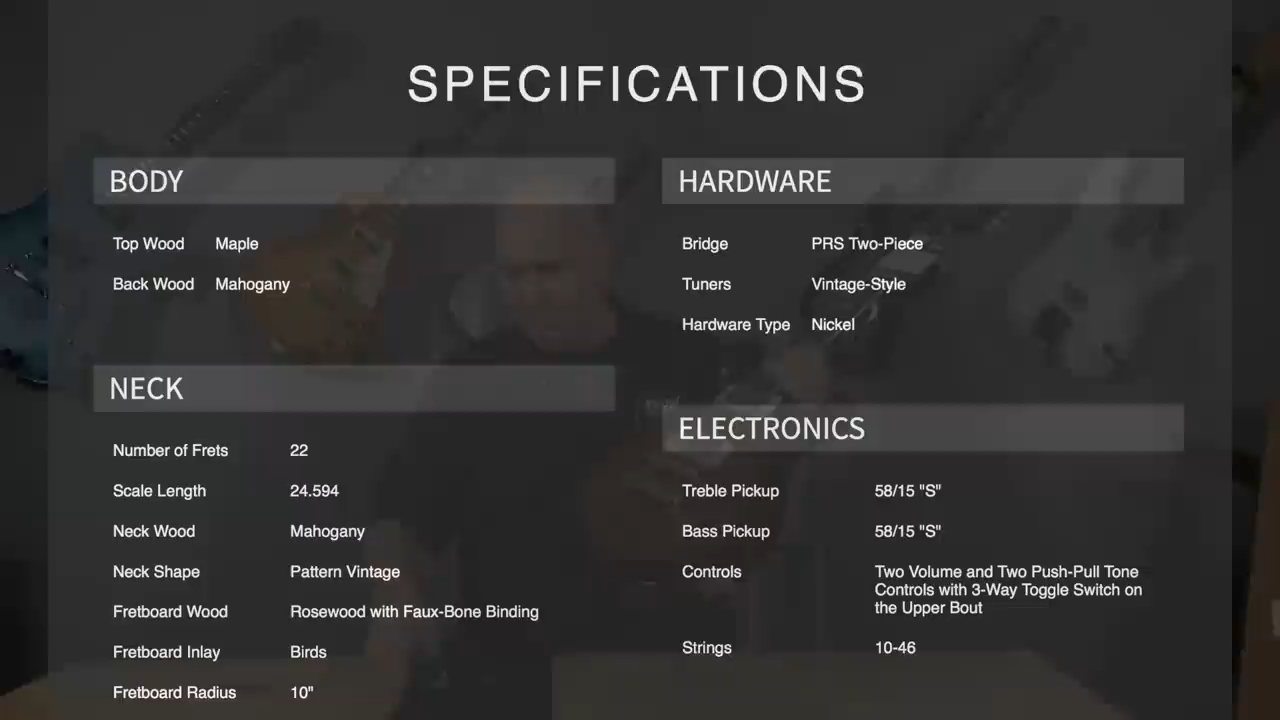 SPECIFICATIONS
BODY
Top Wood Maple
Back Wood Mahogany
NECK
Number of Frets 22
Scale Length 24.594
Neck Wood Mahogany
Neck Shape Pattern Vintage
Fretboard Wood Rosewood with Faux-Bone Binding
Fretboard Inlay Birds
Fretboard Radius 10"
HARDWARE
Bridge PRS Two-Piece
Tuners Vintage-Style
Hardware Type Nickel
ELECTRONICS
Treble Pickup 58/15 "S"
Bass Pickup 58/15 "S"
Controls Two Volume and Two Push-Pull Tone
Controls with 3-Way Toggle Switch on
the Upper Bout
Strings 10-46